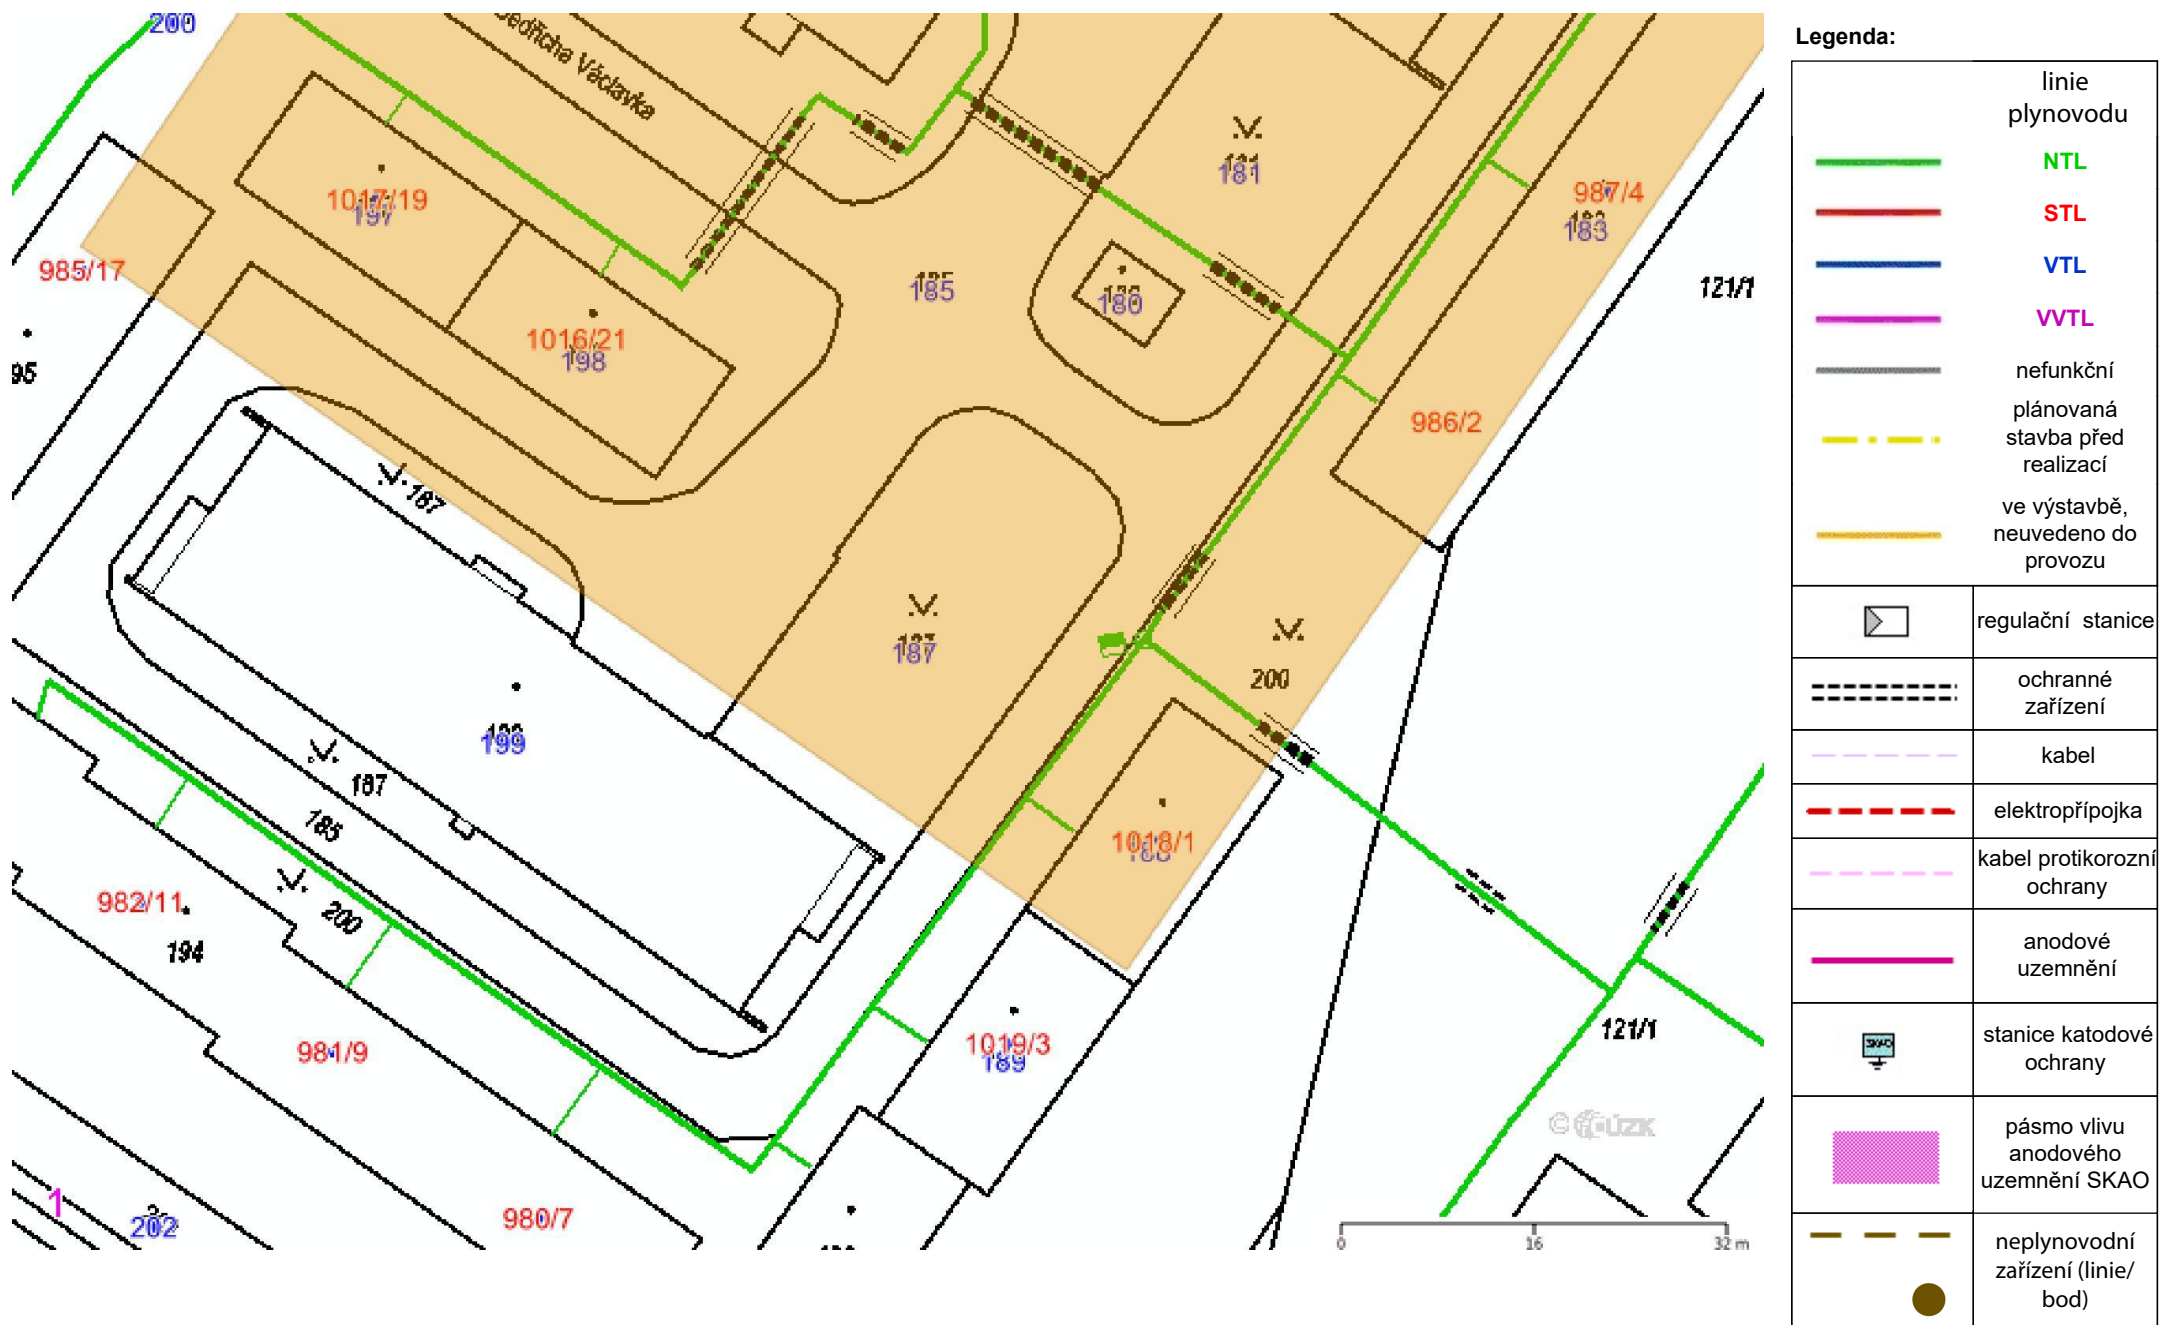 200
Bedřicha Václavka
1017/19
197
985/17
95
1016/21
198
185
181
180
987/4
183
121/1
986/2
187
187
187
200
199
187
185
200
982/11
194
981/9
1018/1
1019/3
189
121/1
980/7
1
202
© ČÚZK
0 16 32 m
Legenda:
linie
plynovodu
NTL
STL
VTL
VVTL
nefunkční
plánovaná
stavba před
realizací
ve výstavbě,
neuvedeno do
provozu
regulační stanice
ochranné
zařízení
kabel
elektropřípojka
kabel protikorozní
ochrany
anodové
uzemnění
SKAO
stanice katodové
ochrany
pásmo vlivu
anodového
uzemnění SKAO
neplynovodní
zařízení (linie/
bod)